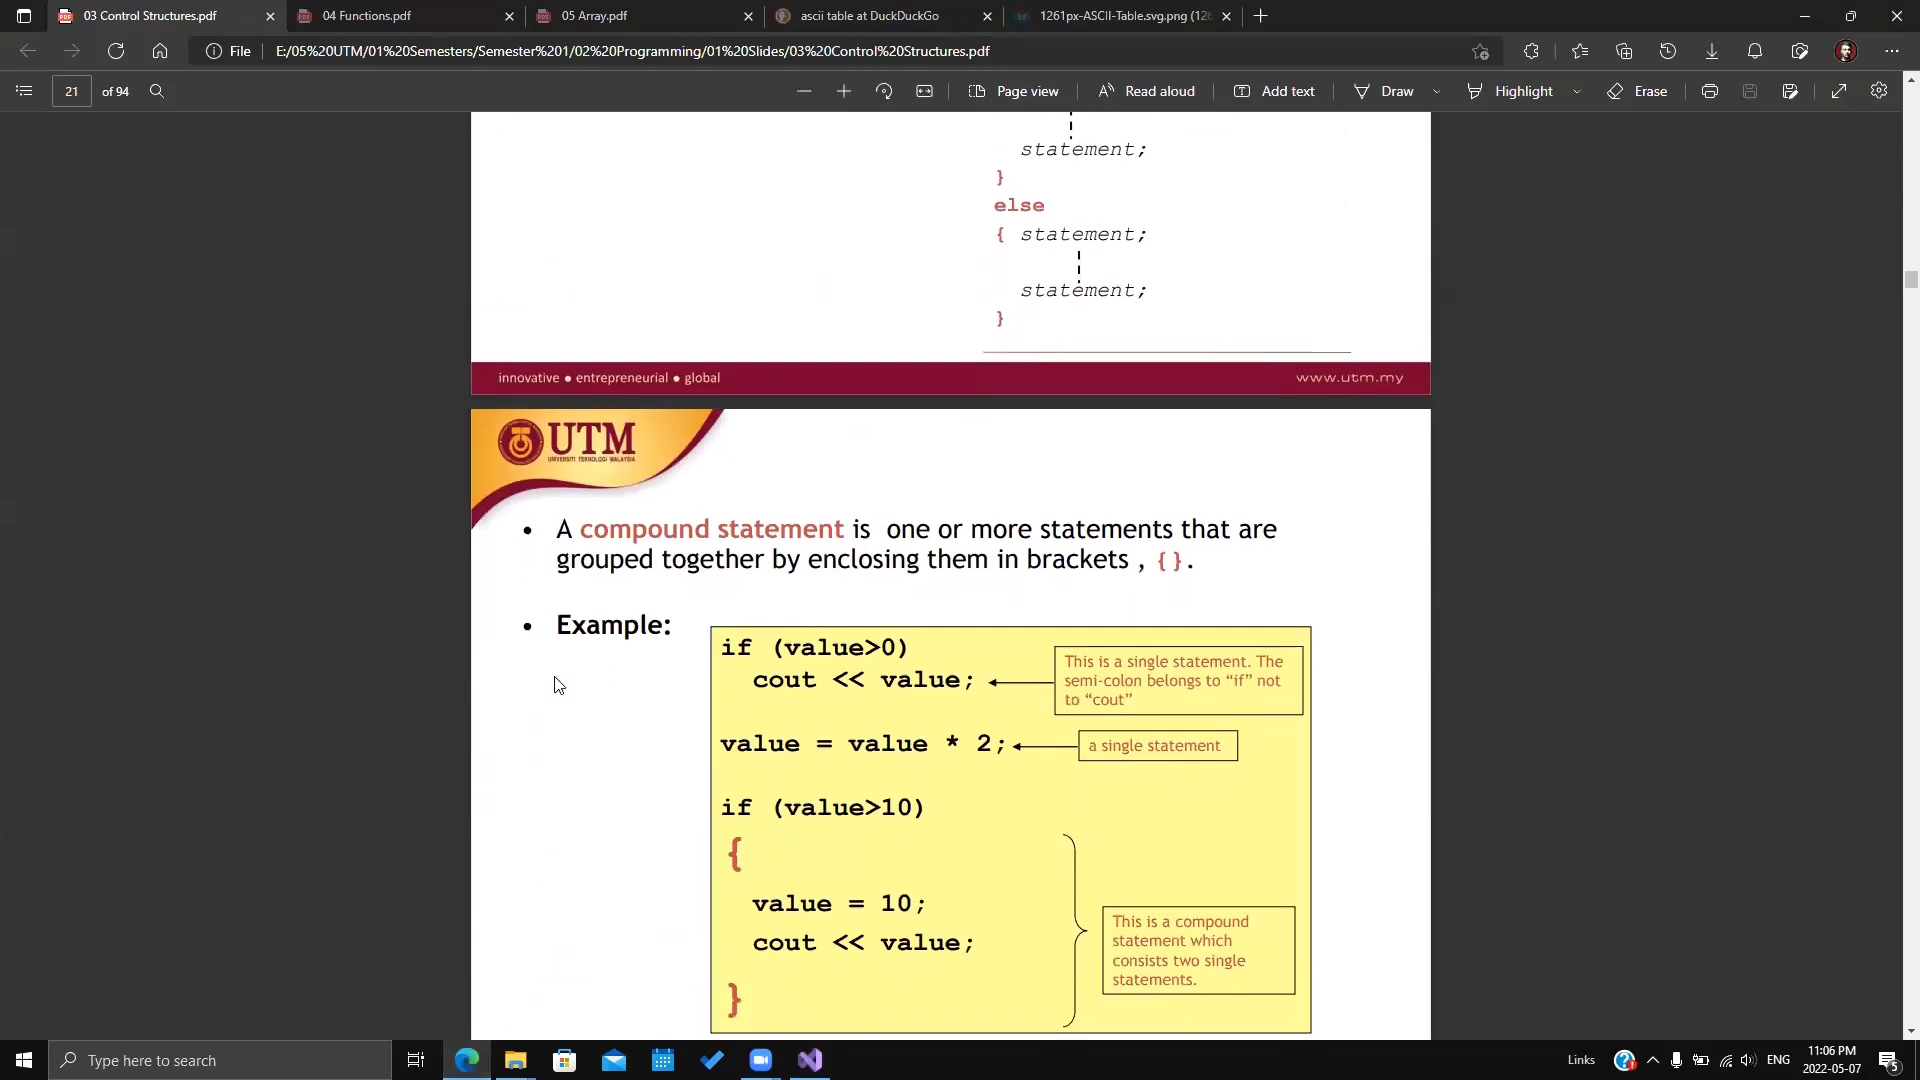 03 Control Structures.pdf
04 Functions.pdf
05 Array.pdf
ascii table at DuckDuckGo
1261px-ASCII-Table.svg.png (126
File
E:/05%20UTM/01%20Semesters/Semester%201/02%20Programming/01%20Slides/03%20Control%20Structures.pdf
21 of 94
Page view
Read aloud
Add text
Draw
Highlight
Erase
statement;
}
else
{ statement;
statement;
}
innovative ● entrepreneurial ● global
www.utm.my
UTM
UNIVERSITI TEKNOLOGI MALAYSIA
• A compound statement is one or more statements that are
grouped together by enclosing them in brackets , {}.
• Example:
if (value>0)
cout << value;
This is a single statement. The
semi-colon belongs to “if” not
to “cout”
value = value * 2;
a single statement
if (value>10)
{
value = 10;
cout << value;
}
This is a compound
statement which
consists two single
statements.
Type here to search
Links
ENG
11:06 PM
2022-05-07
5